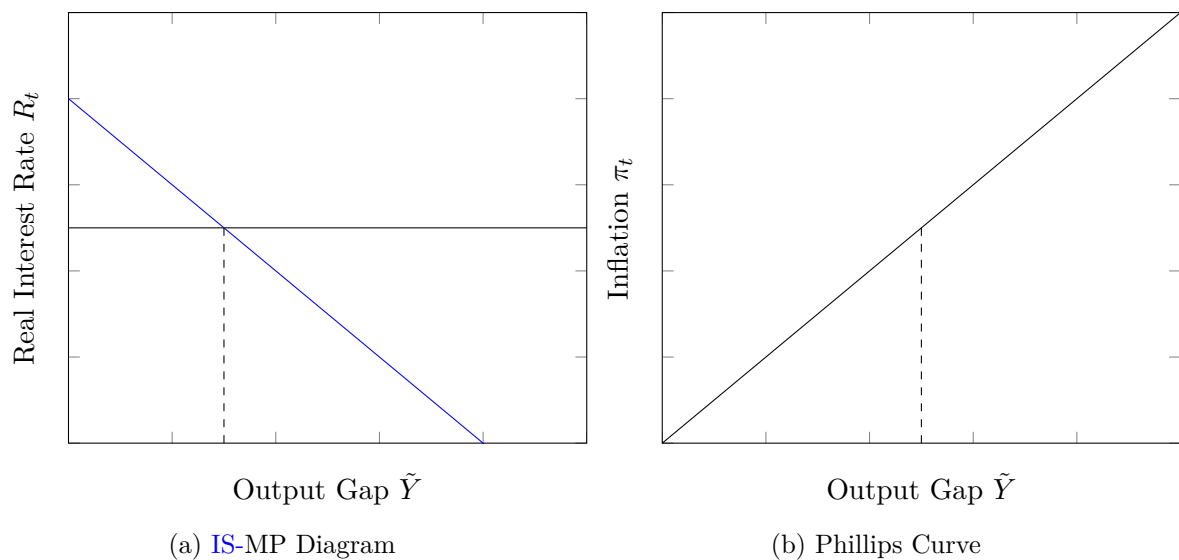 Real Interest Rate R_t
Output Gap Ỹ
(a) IS-MP Diagram
Inflation π_t
Output Gap Ỹ
(b) Phillips Curve